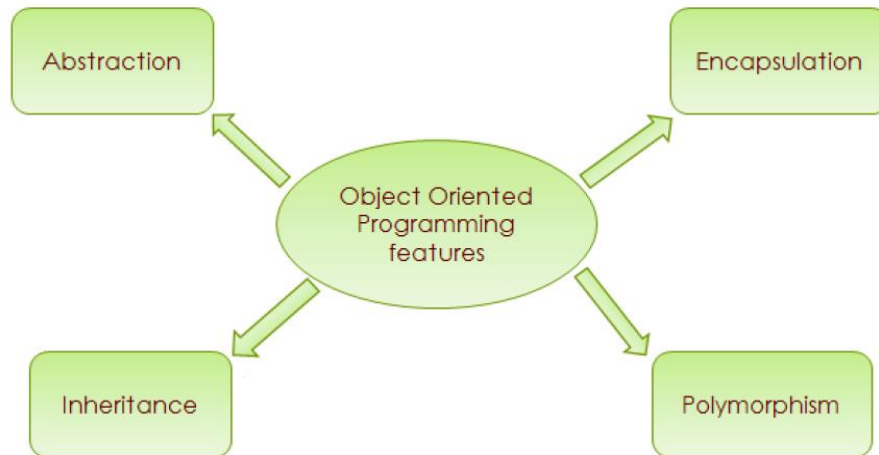 Abstraction
Encapsulation
Object Oriented
Programming
features
Inheritance
Polymorphism